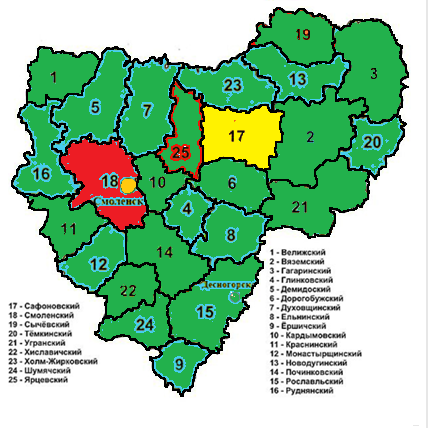 19
1
3
23
13
5
7
25
17
2
20
16
18
10
6
Смоленск
4
21
11
8
12
14
Десногорск
22
15
24
9
1 - Велижский
2 - Вяземский
3 - Гагаринский
4 - Глинковский
5 - Демидоский
6 - Дорогобужский
7 - Духовщинский
8 - Ельнинский
9 - Ёршичский
10 - Кардымовский
11 - Краснинский
12 - Монастырщинский
13 - Новодугинский
14 - Починковский
15 - Рославльский
16 - Руднянский
17 - Сафоновский
18 - Смоленский
19 - Сычёвский
20 - Тёмкинский
21 - Угранский
22 - Хиславичский
23 - Холм-Жирковский
24 - Шумячский
25 - Ярцевский